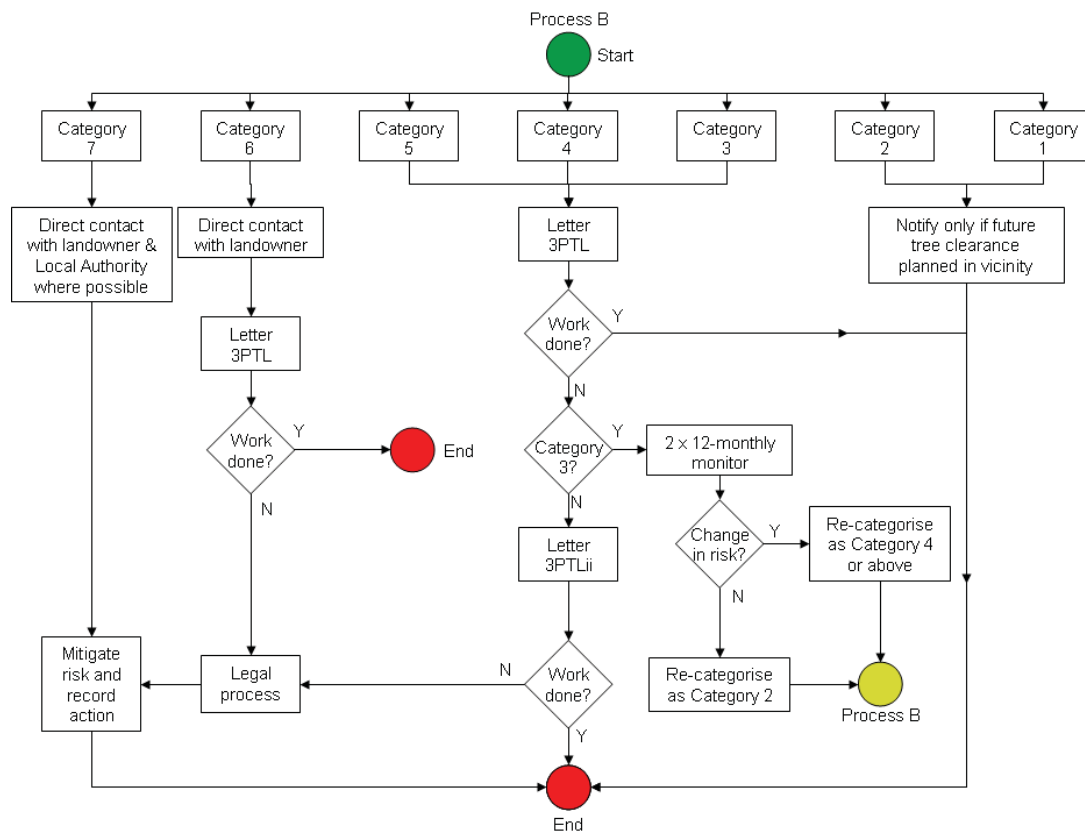 Process B
Start
Category
7
Category
6
Category
5
Category
4
Category
3
Category
2
Category
1
Direct contact
with landowner &
Local Authority
where possible
Direct contact
with landowner
Letter
3PTL
Notify only if future
tree clearance
planned in vicinity
Letter
3PTL
Work
done?
Y
N
Work
done?
Y
End
N
Category
3?
Y
N
2 x 12-monthly
monitor
Letter
3PTLii
Change
in risk?
Y
N
Re-categorise
as Category 4
or above
Mitigate
risk and
record
action
Legal
process
N
Work
done?
Y
Re-categorise
as Category 2
Process B
End